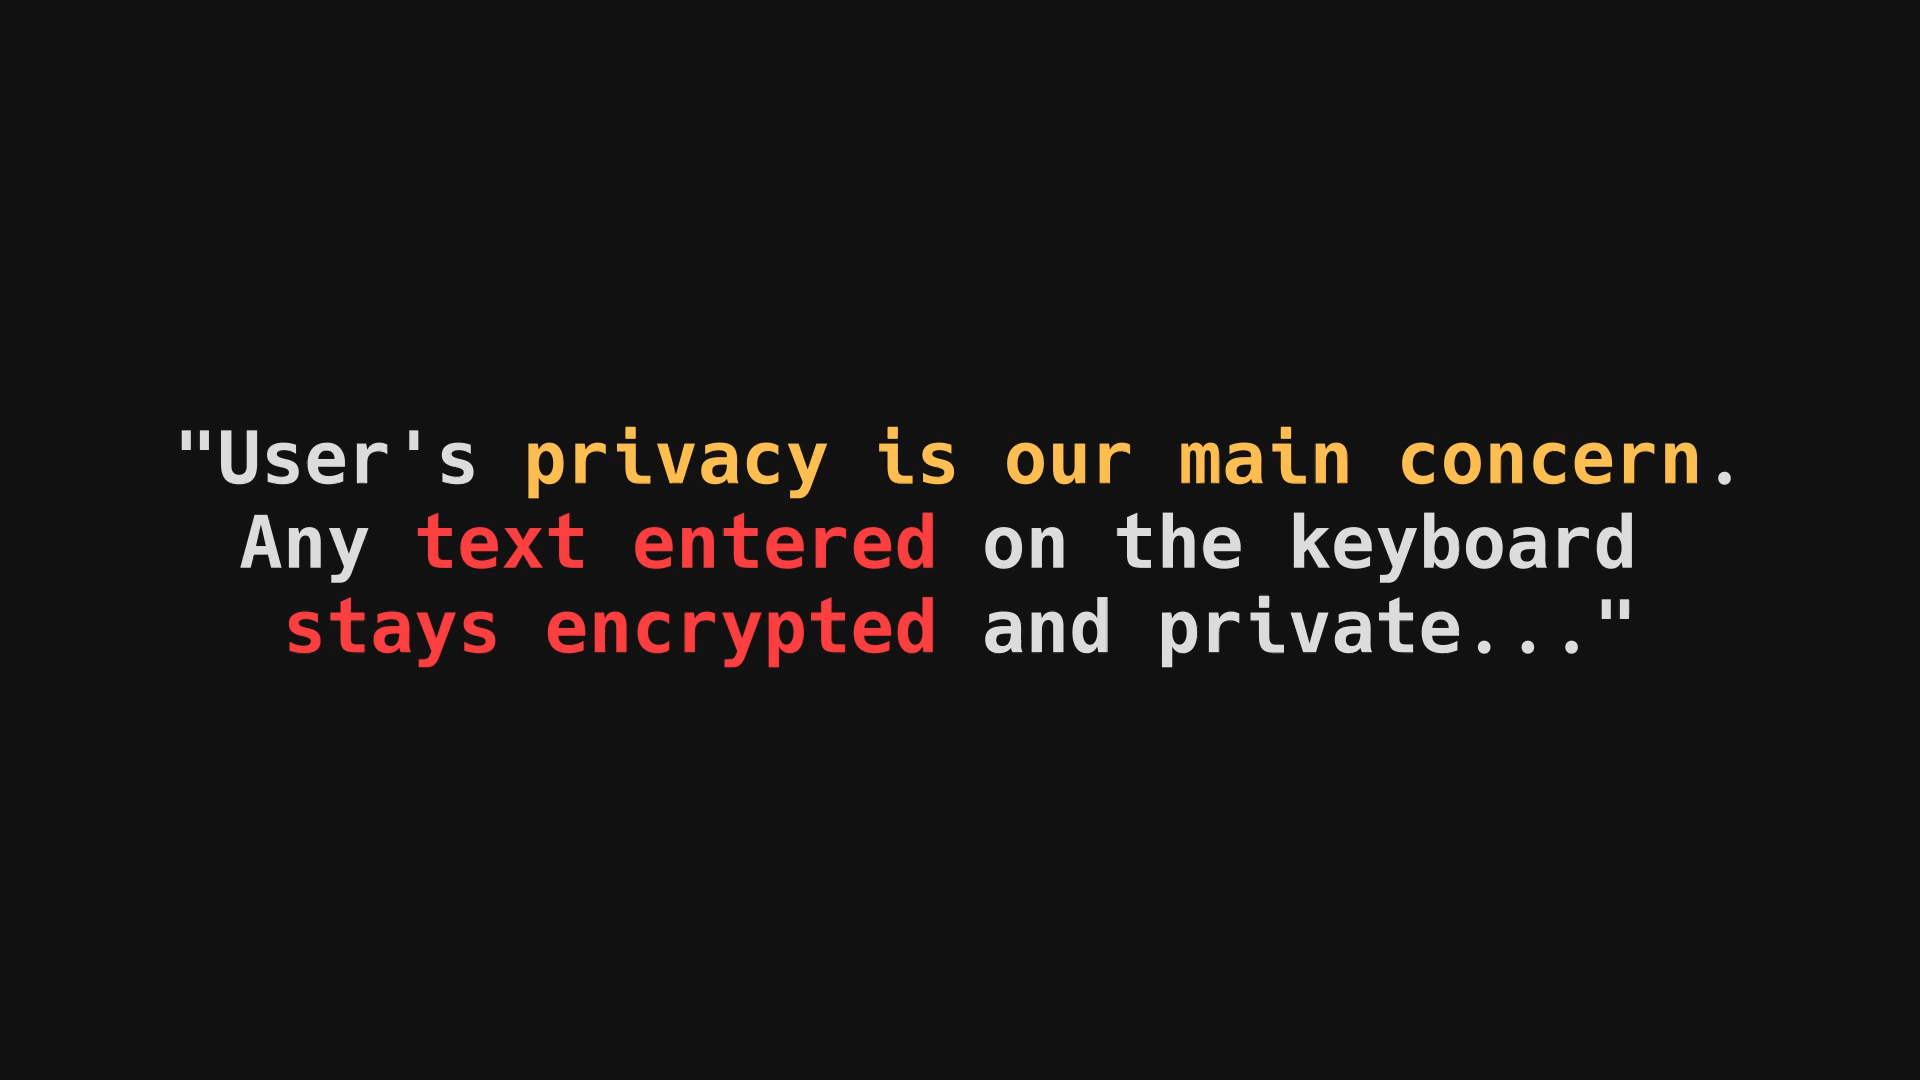 "User's privacy is our main concern.
Any text entered on the keyboard
stays encrypted and private..."